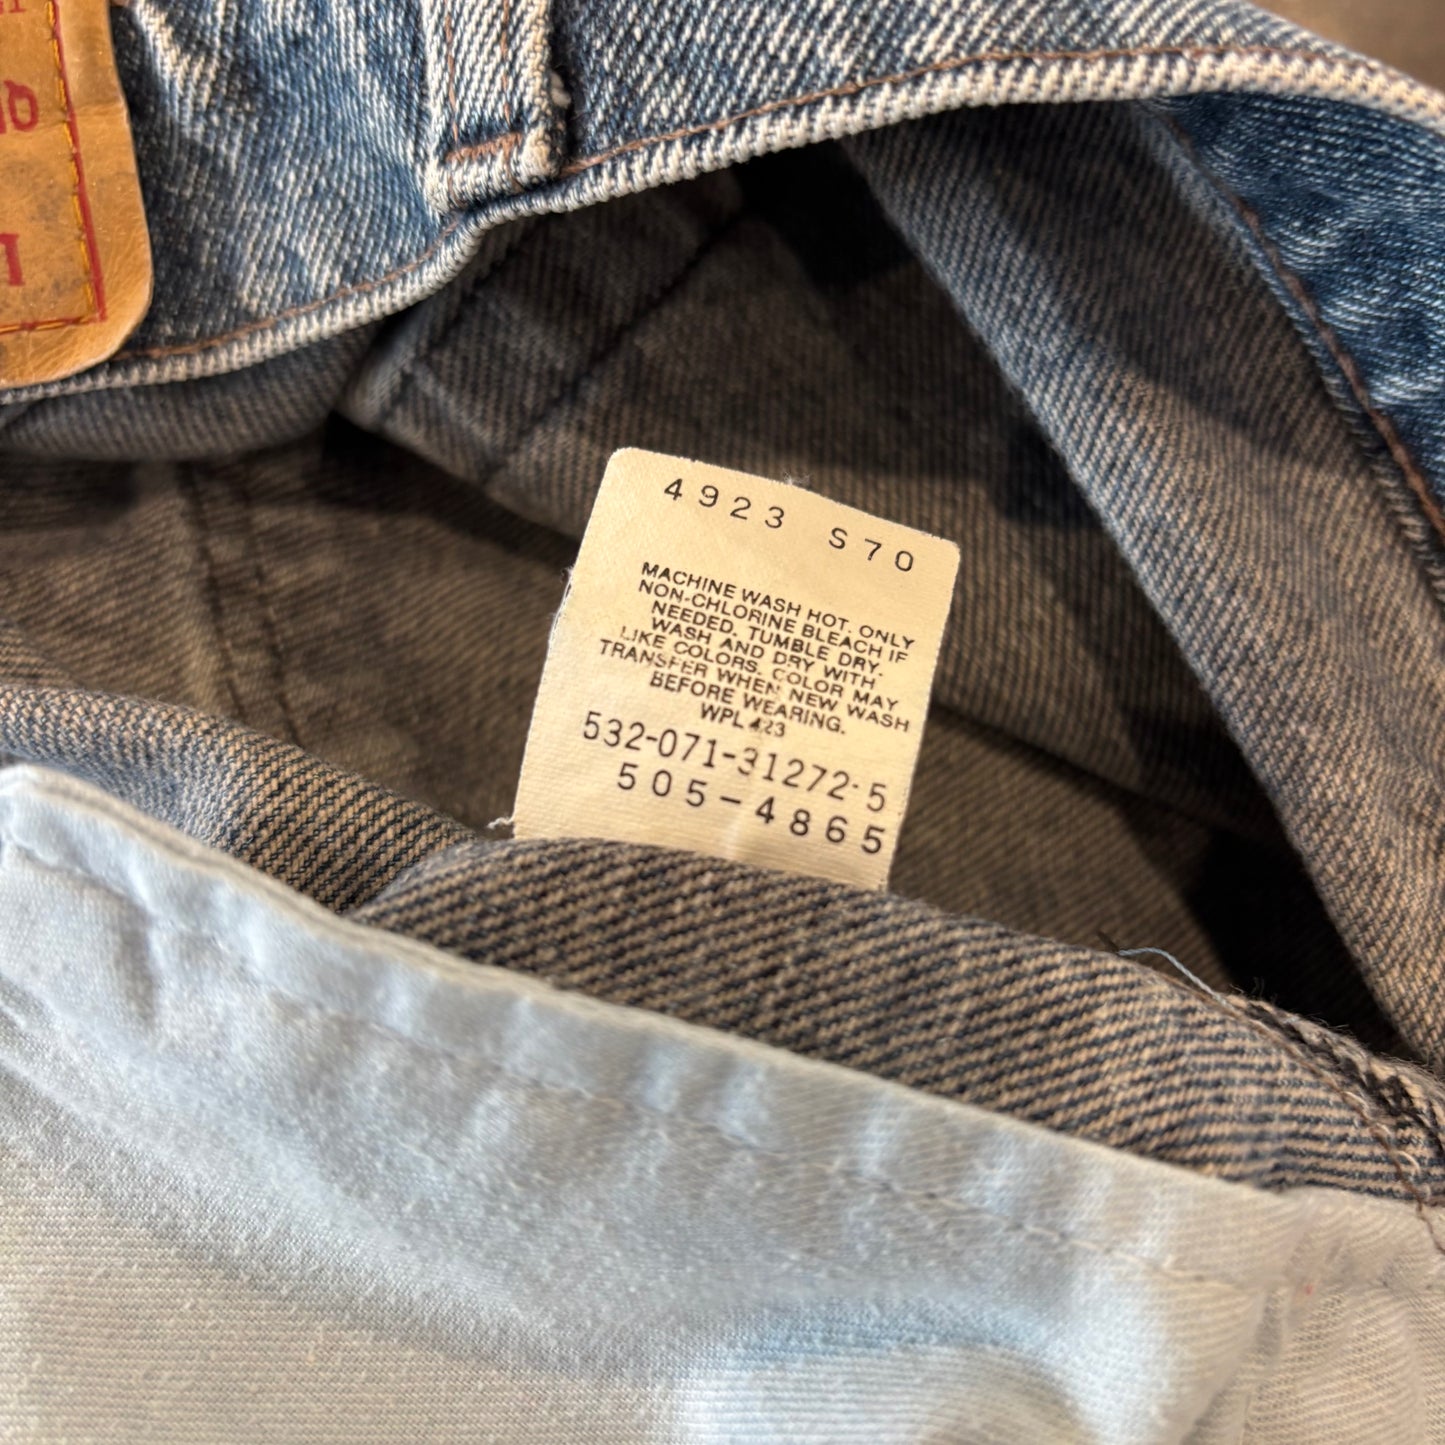 4923 S70
MACHINE WASH HOT. ONLY
NON-CHLORINE BLEACH IF
NEEDED. TUMBLE DRY.
WASH AND DRY WITH
LIKE COLORS. COLOR MAY
TRANSFER WHEN NEW WASH
BEFORE WEARING.
WPL 423
532-071-31272-5
505-4865